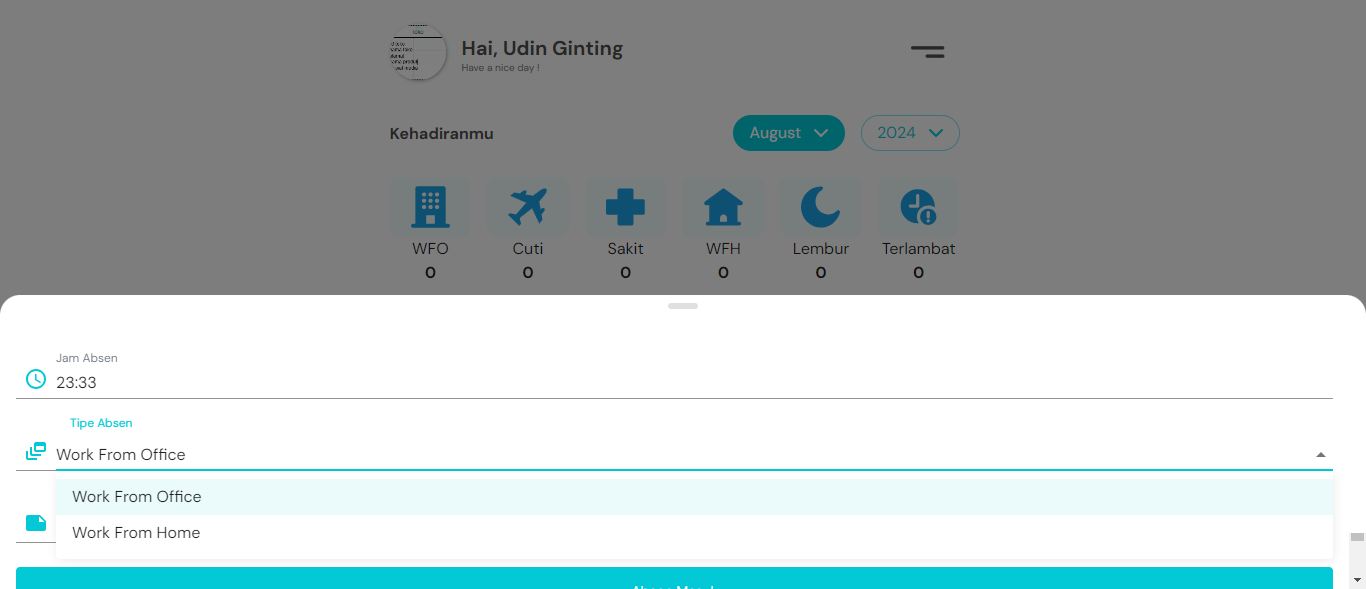 Hai, Udin Ginting
Have a nice day !
Kehadiranmu
August
2024
WFO
Cuti
Sakit
WFH
Lembur
Terlambat
0
0
0
0
0
0
Jam Absen
23:33
Tipe Absen
Work From Office
Work From Office
Work From Home